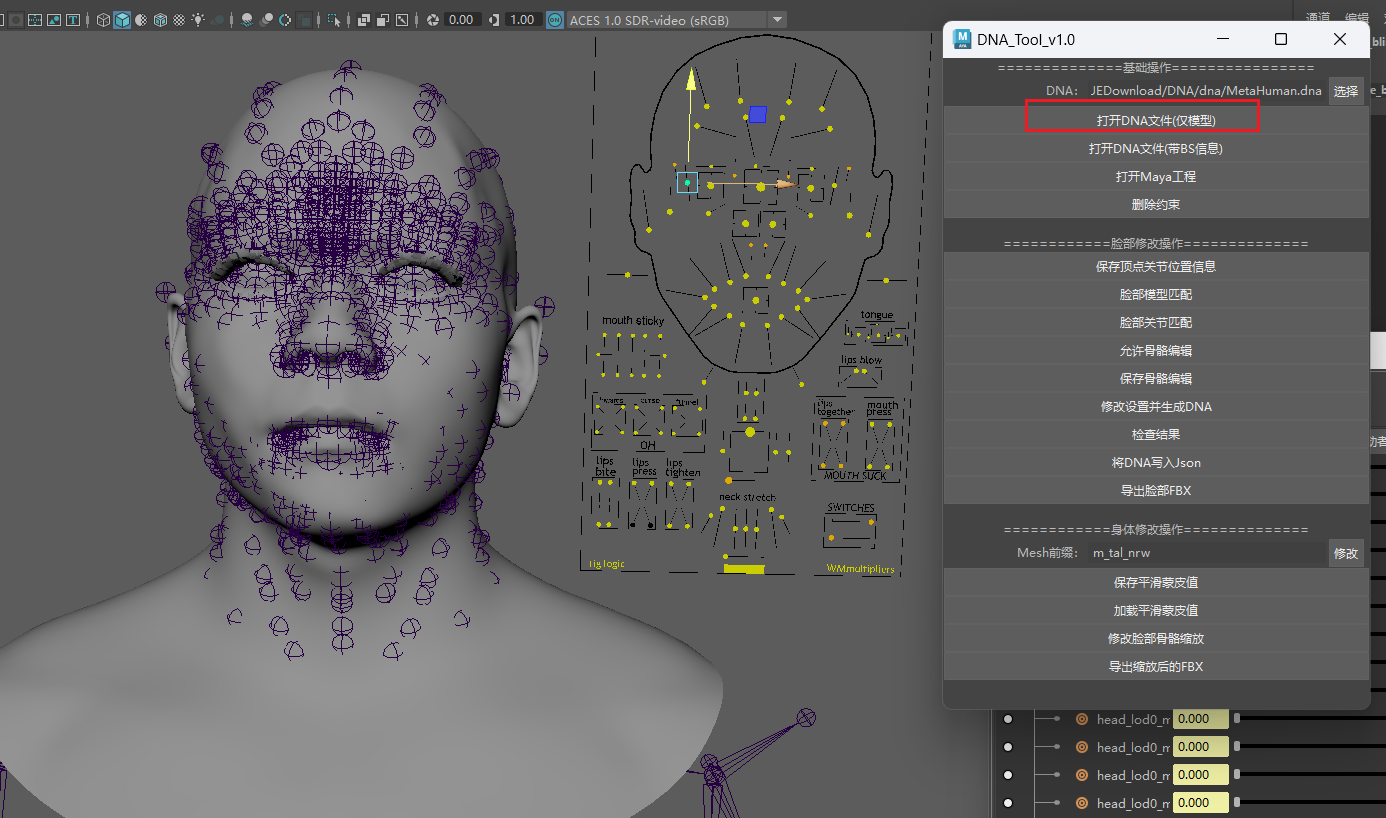 0.00
1.00
ON
ACES 1.0 SDR-video (sRGB)
通道
编辑
DNA_Tool_v1.0
==============基础操作================
DNA:
JEDownload/DNA/dna/MetaHuman.dna
选择
打开DNA文件(仅模型)
打开DNA文件(带BS信息)
打开Maya工程
删除约束
============脸部修改操作==============
保存顶点关节位置信息
脸部模型匹配
脸部关节匹配
允许骨骼编辑
保存骨骼编辑
修改设置并生成DNA
检查结果
将DNA写入Json
导出脸部FBX
============身体修改操作==============
Mesh前缀:
m_tal_nrw
修改
保存平滑蒙皮值
加载平滑蒙皮值
修改脸部骨骼缩放
导出缩放后的FBX
mouth sticky
tongue
lips blow
lips together
mouth press
OH
lips bite
lips press
lips tighten
MOUTH SUCK
neck stretch
SWITCHES
WMmultipliers
head_lod0_m
0.000
head_lod0_m
0.000
head_lod0_m
0.000
head_lod0_m
0.000